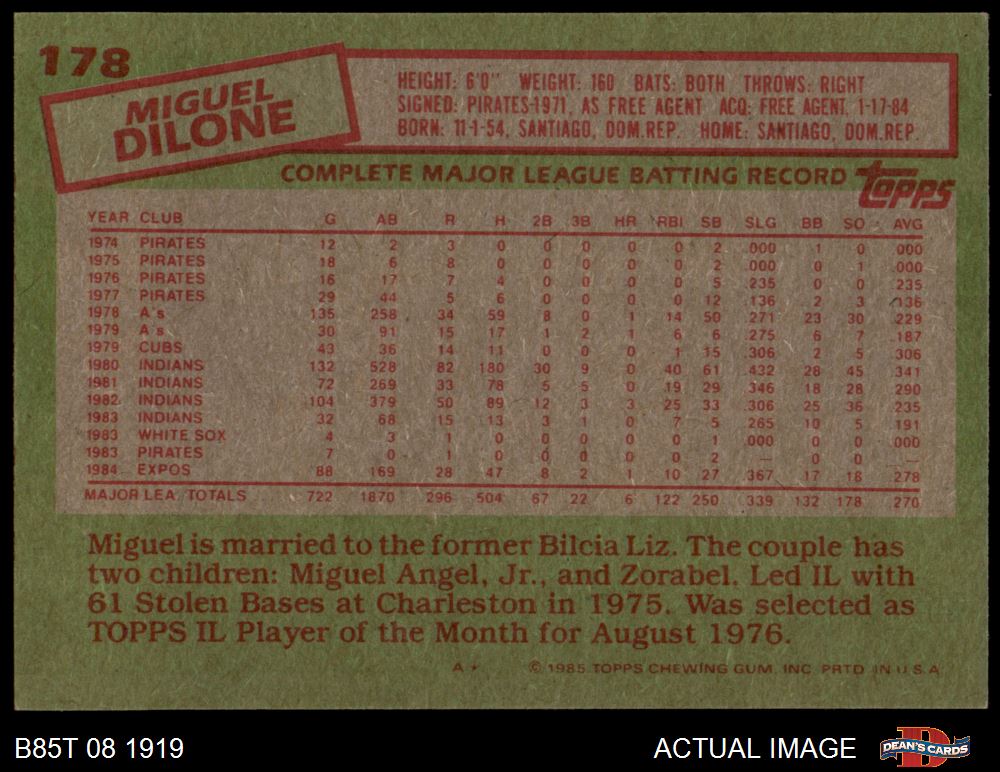 178
MIGUEL
DILONE
HEIGHT: 6'0" WEIGHT: 160 BATS: BOTH THROWS: RIGHT
SIGNED: PIRATES-1971, AS FREE AGENT ACQ: FREE AGENT, 1-17-84
BORN: 11-1-54, SANTIAGO, DOM.REP. HOME: SANTIAGO, DOM.REP.
COMPLETE MAJOR LEAGUE BATTING RECORD topps
YEAR CLUB G AB R H 2B 3B HR RBI SB SLG BB SO AVG
1974 PIRATES 12 2 3 0 0 0 0 0 2 .000 1 0 .000
1975 PIRATES 18 6 8 0 0 0 0 0 2 .000 0 1 .000
1976 PIRATES 16 17 7 4 0 0 0 0 5 .235 0 0 .235
1977 PIRATES 29 44 5 6 0 0 0 0 12 .136 2 3 .136
1978 A's 135 258 34 59 8 0 1 14 50 .271 23 30 .229
1979 A's 30 91 15 17 1 2 1 6 6 .275 6 7 .187
1979 CUBS 43 36 14 11 0 0 0 1 15 .306 2 5 .306
1980 INDIANS 132 528 82 180 30 9 0 40 61 .432 28 45 .341
1981 INDIANS 72 269 33 78 5 5 0 19 29 .346 18 28 .290
1982 INDIANS 104 379 50 89 12 3 3 25 33 .306 25 36 .235
1983 INDIANS 32 68 15 13 3 1 0 7 5 .265 10 5 .191
1983 WHITE SOX 4 3 1 0 0 0 0 0 1 .000 0 0 .000
1983 PIRATES 7 0 1 0 0 0 0 0 2 — 0 0 —
1984 EXPOS 88 169 28 47 8 2 1 10 27 .367 17 18 .278
MAJOR LEA. TOTALS 722 1870 296 504 67 22 6 122 250 .339 132 178 .270
Miguel is married to the former Bilcia Liz. The couple has
two children: Miguel Angel, Jr., and Zorabel. Led IL with
61 Stolen Bases at Charleston in 1975. Was selected as
TOPPS IL Player of the Month for August 1976.
A* © 1985 TOPPS CHEWING GUM, INC. PRTD. IN U.S.A.
B85T 08 1919 ACTUAL IMAGE D DEAN'S CARDS